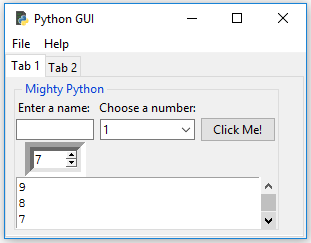 Python GUI
File Help
Tab 1 Tab 2
Mighty Python
Enter a name: Choose a number:
1 Click Me!
7
9
8
7